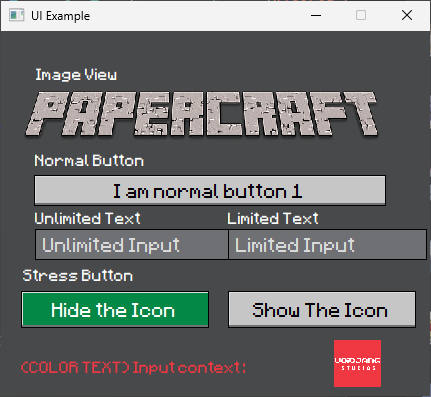 UI Example
Image View
PAPERCRAFT
Normal Button
I am normal button 1
Unlimited Text
Limited Text
Unlimited Input
Limited Input
Stress Button
Hide the Icon
Show The Icon
(COLOR TEXT) Input context:
STUDIOS